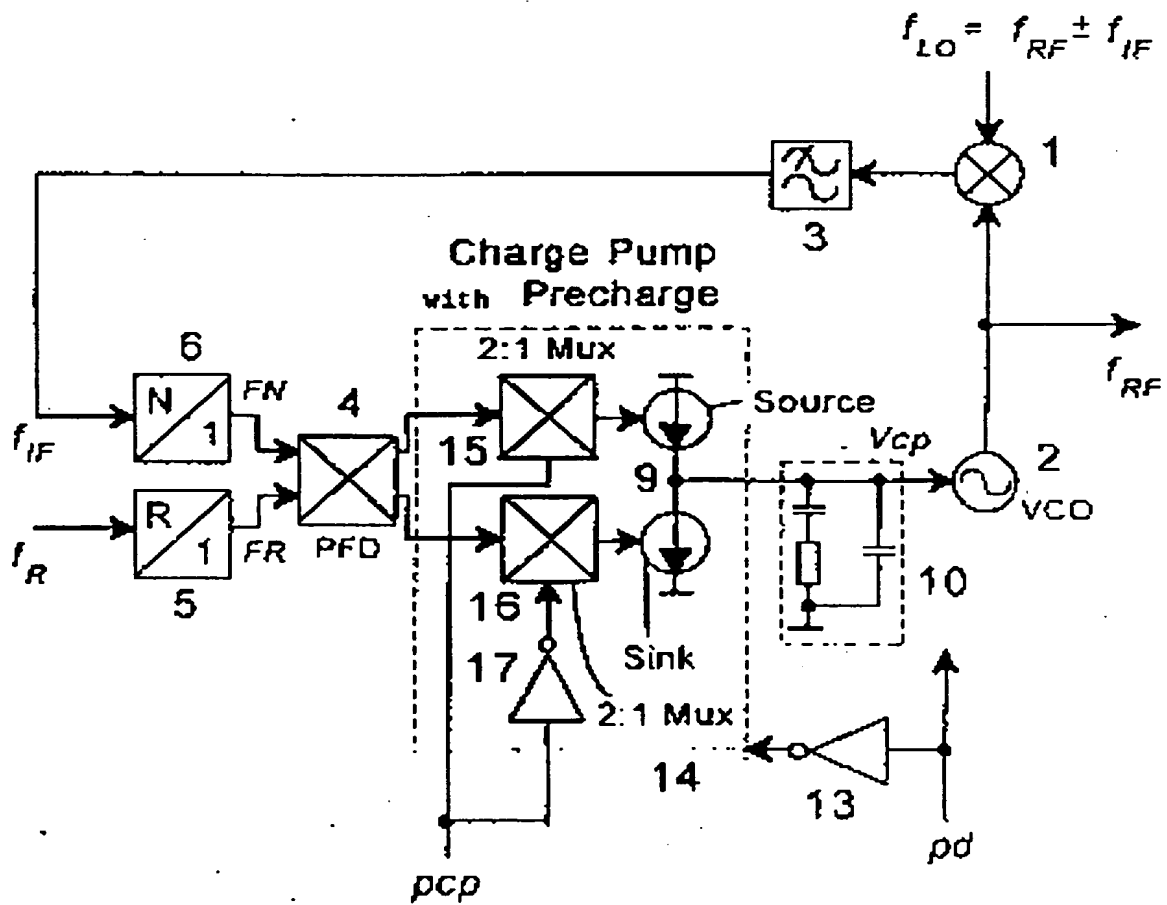 f_LO = f_RF ± f_IF
1
3
Charge Pump
with Precharge
6
2:1 Mux
f_RF
N
1
FN
4
Source
f_IF
15
9
Vcp
2
VCO
R
1
FR
PFD
f_R
5
16
10
17
Sink
2:1 Mux
14
13
pcp
pd